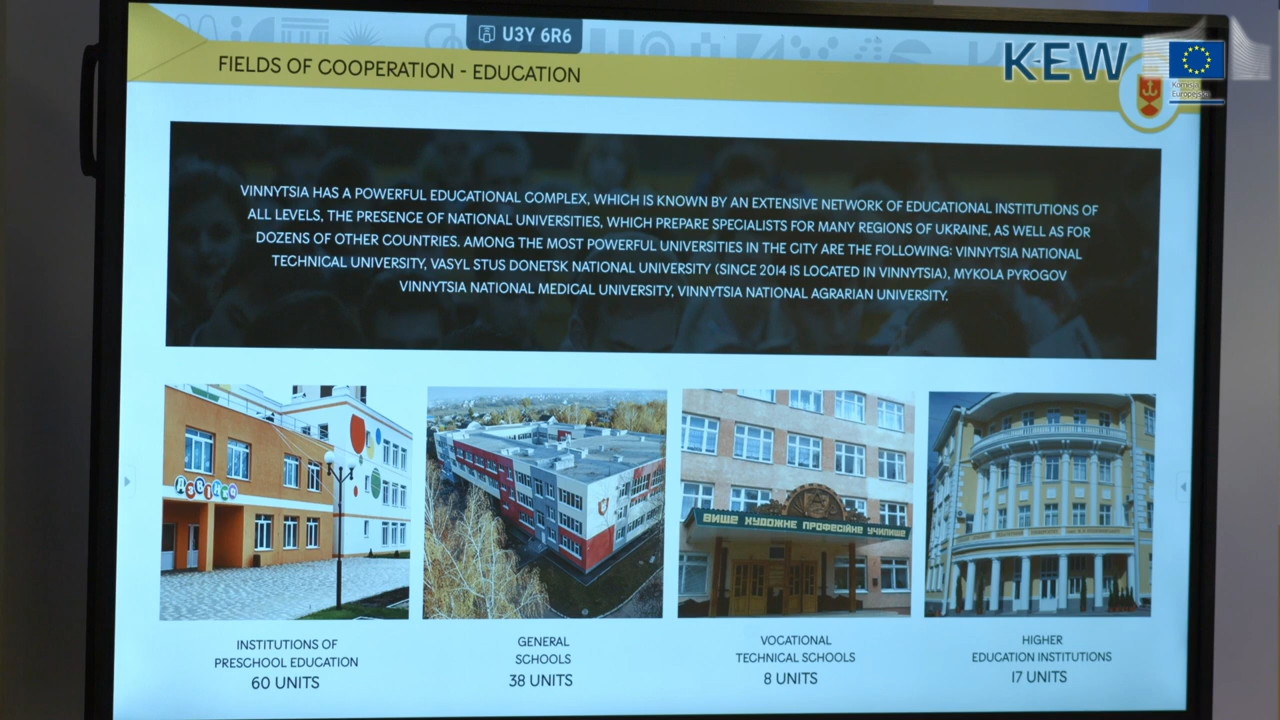 U3Y 6R6
FIELDS OF COOPERATION - EDUCATION
K·EW
Komisja
Europejska
VINNYTSIA HAS A POWERFUL EDUCATIONAL COMPLEX, WHICH IS KNOWN BY AN EXTENSIVE NETWORK OF EDUCATIONAL INSTITUTIONS OF
ALL LEVELS, THE PRESENCE OF NATIONAL UNIVERSITIES, WHICH PREPARE SPECIALISTS FOR MANY REGIONS OF UKRAINE, AS WELL AS FOR
DOZENS OF OTHER COUNTRIES. AMONG THE MOST POWERFUL UNIVERSITIES IN THE CITY ARE THE FOLLOWING: VINNYTSIA NATIONAL
TECHNICAL UNIVERSITY, VASYL STUS DONETSK NATIONAL UNIVERSITY (SINCE 2014 IS LOCATED IN VINNYTSIA), MYKOLA PYROGOV
VINNYTSIA NATIONAL MEDICAL UNIVERSITY, VINNYTSIA NATIONAL AGRARIAN UNIVERSITY.
ДЗВІНКО
ВИЩЕ ХУДОЖНЕ ПРОФЕСІЙНЕ УЧИЛИЩЕ
INSTITUTIONS OF
PRESCHOOL EDUCATION
60 UNITS
GENERAL
SCHOOLS
38 UNITS
VOCATIONAL
TECHNICAL SCHOOLS
8 UNITS
HIGHER
EDUCATION INSTITUTIONS
17 UNITS